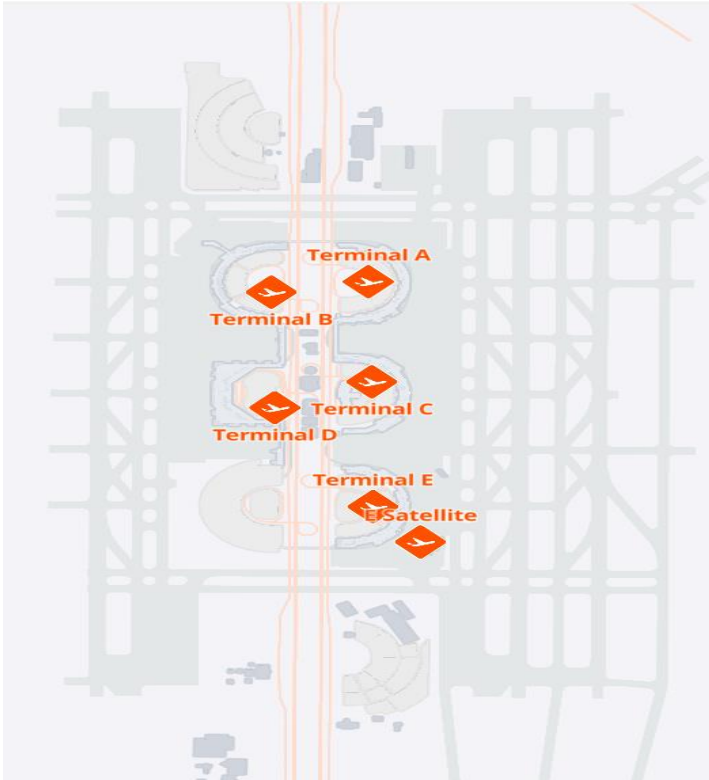 Terminal A
Terminal B
Terminal C
Terminal D
Terminal E
E Satellite